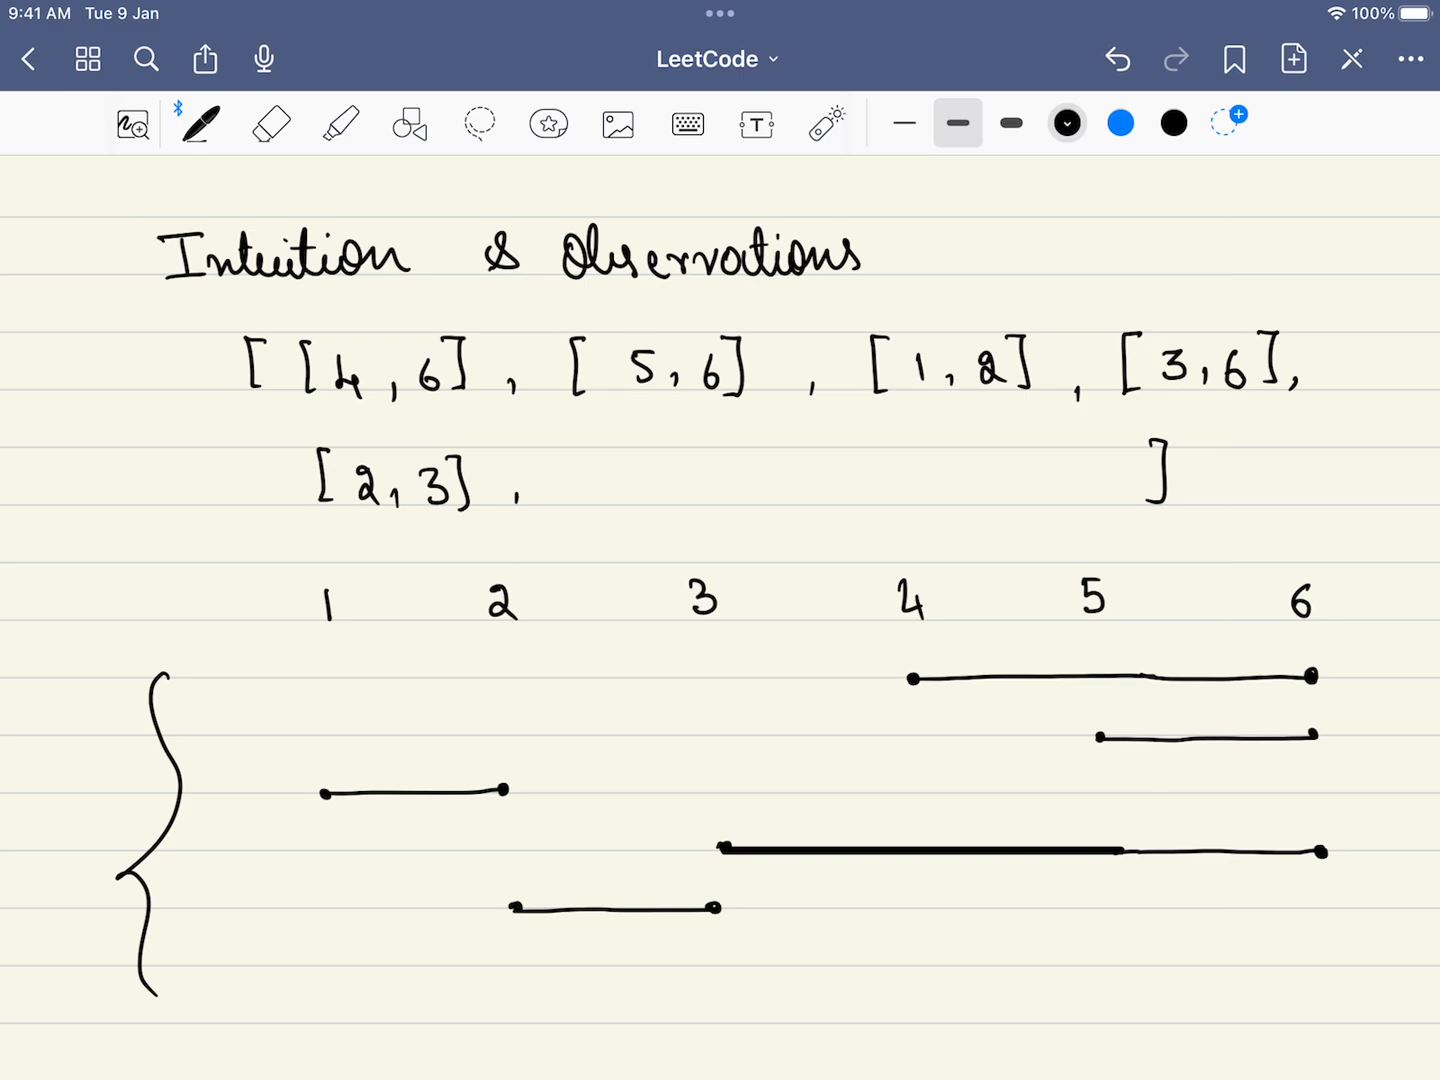 9:41 AM Tue 9 Jan 100%
LeetCode
T
Intuition & Observations
[ [4,6] , [ 5,6] , [1,2] , [3,6],
[2,3] , ]
1 2 3 4 5 6